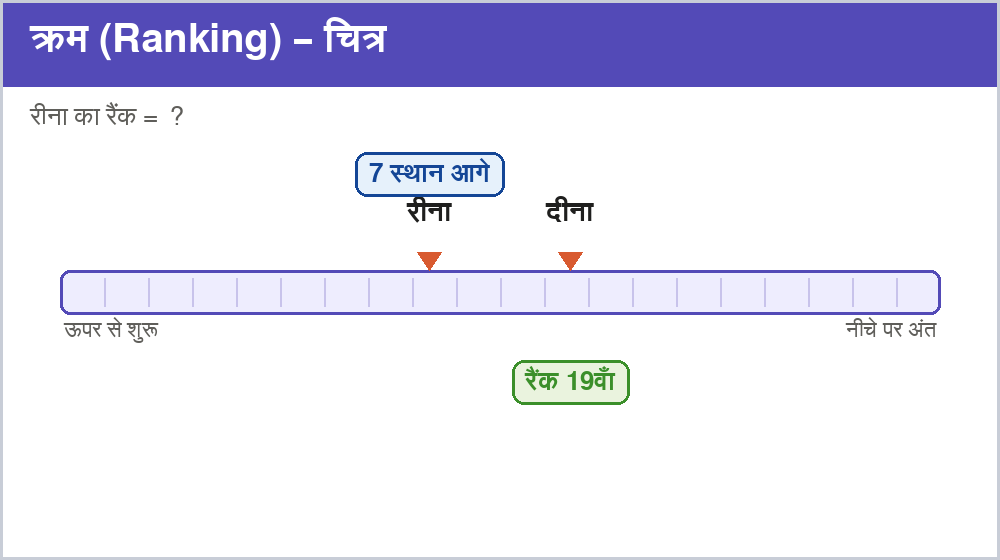 क्रम (Ranking) – चित्र
रीना का रैंक = ?
7 स्थान आगे
रीना दीना
ऊपर से शुरू नीचे पर अंत
रैंक 19वाँ